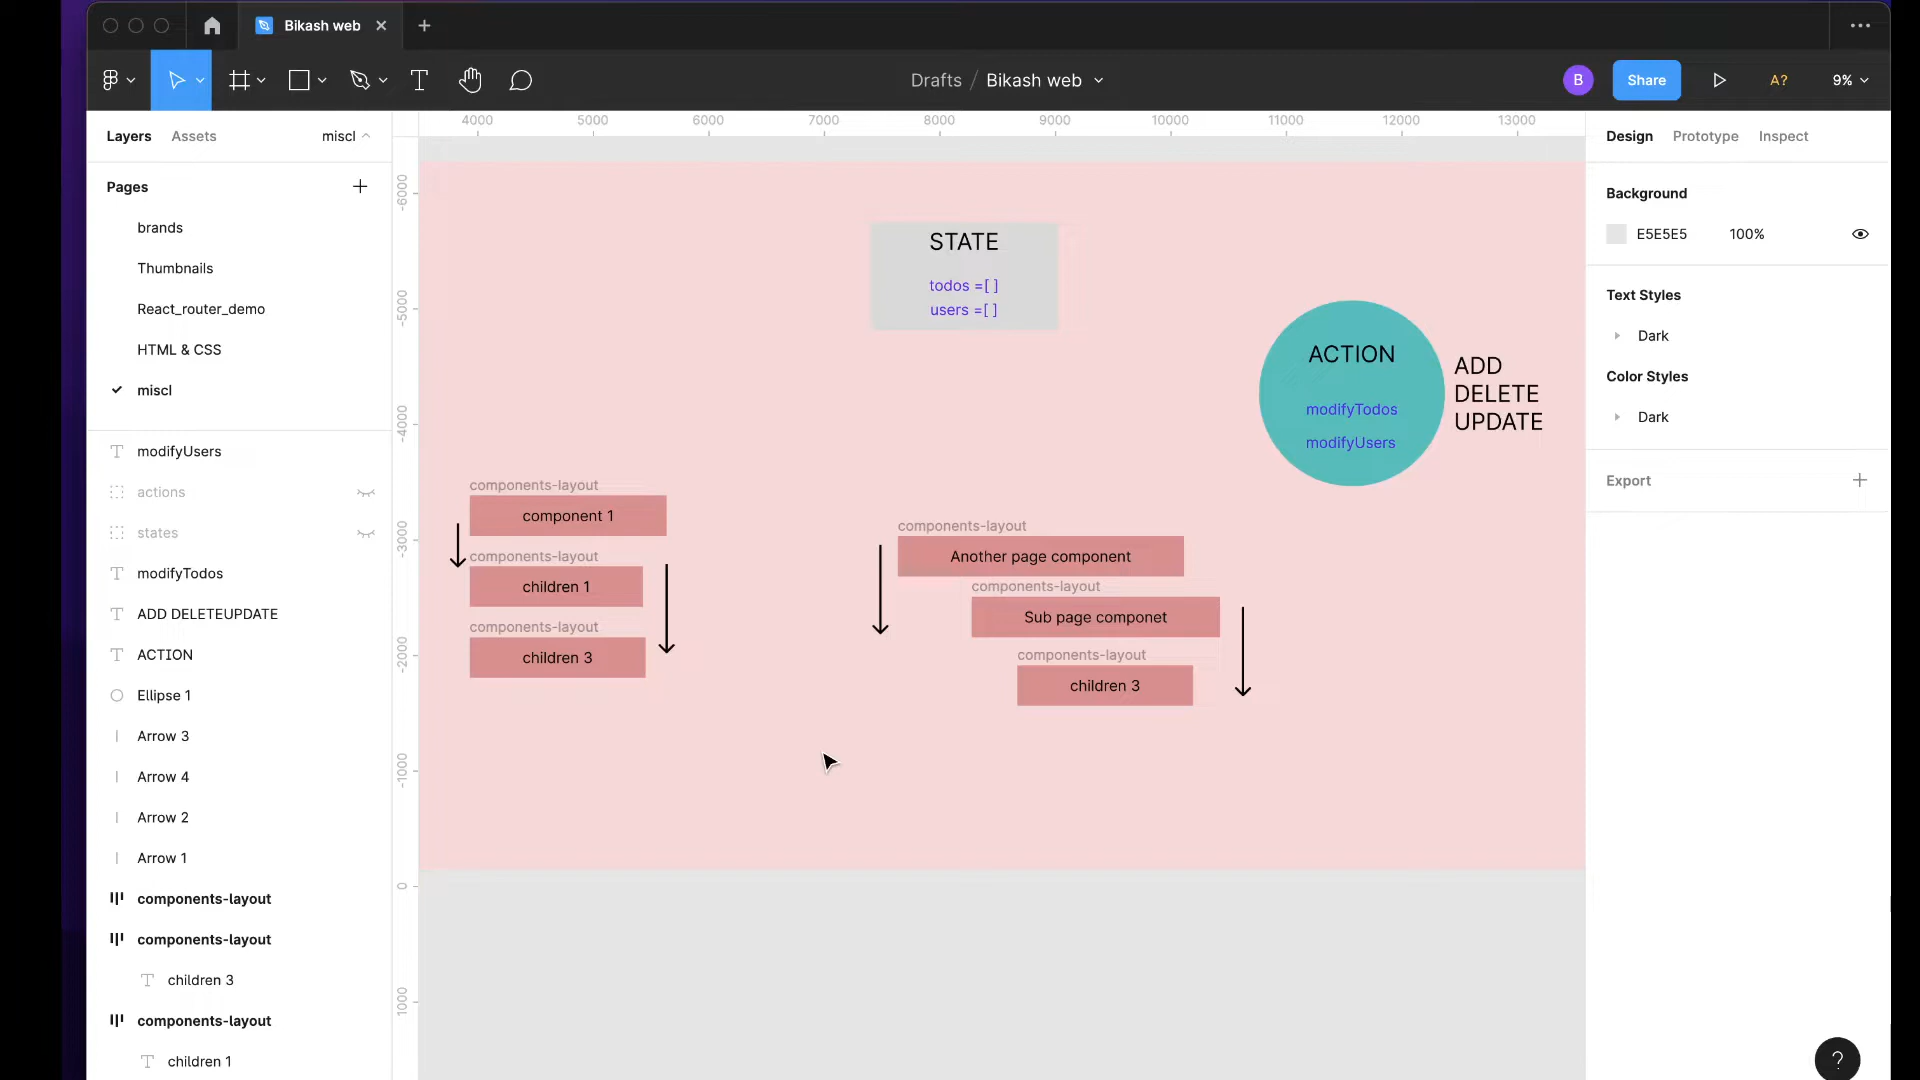 Bikash web
Drafts / Bikash web
B
Share
A?
9%
Layers
Assets
miscl
Pages
brands
Thumbnails
React_router_demo
HTML & CSS
miscl
modifyUsers
actions
states
modifyTodos
ADD DELETEUPDATE
ACTION
Ellipse 1
Arrow 3
Arrow 4
Arrow 2
Arrow 1
components-layout
components-layout
children 3
components-layout
children 1
4000
5000
6000
7000
8000
9000
10000
11000
12000
13000
-6000
-5000
-4000
-3000
-2000
-1000
0
1000
STATE
todos =[ ]
users =[ ]
ACTION
modifyTodos
modifyUsers
ADD
DELETE
UPDATE
components-layout
component 1
components-layout
children 1
components-layout
children 3
components-layout
Another page component
components-layout
Sub page componet
components-layout
children 3
Design
Prototype
Inspect
Background
E5E5E5
100%
Text Styles
Dark
Color Styles
Dark
Export
?